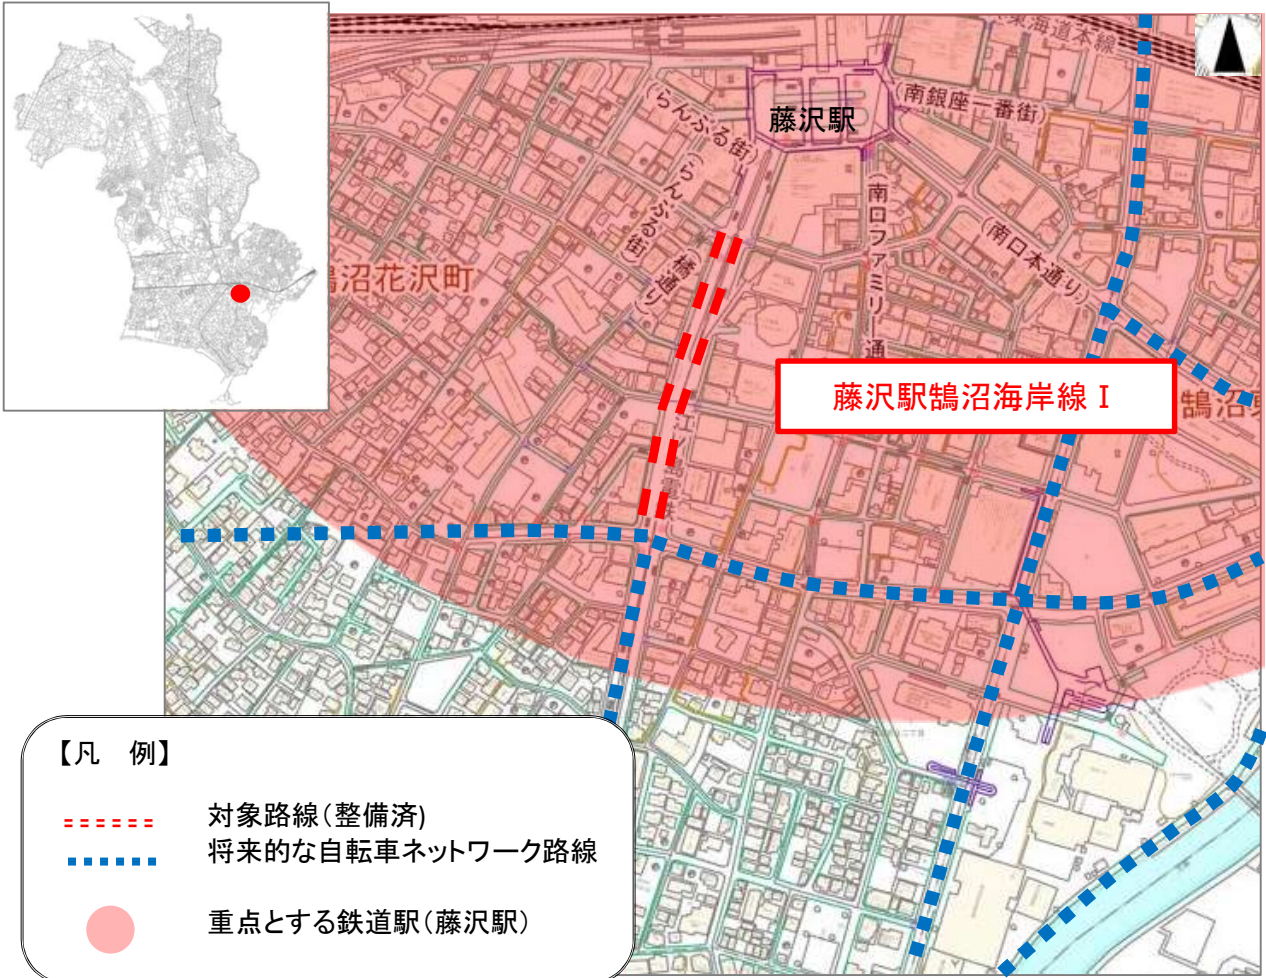 東海道本線
藤沢駅
(南銀座一番街)
(らんぶる街)
(らんぶる街)
(橘通り)
(南口ファミリー通
(南口本通り)
鵠沼花沢町
藤沢駅鵠沼海岸線Ⅰ
鵠沼東
【凡 例】
対象路線(整備済)
将来的な自転車ネットワーク路線
重点とする鉄道駅(藤沢駅)